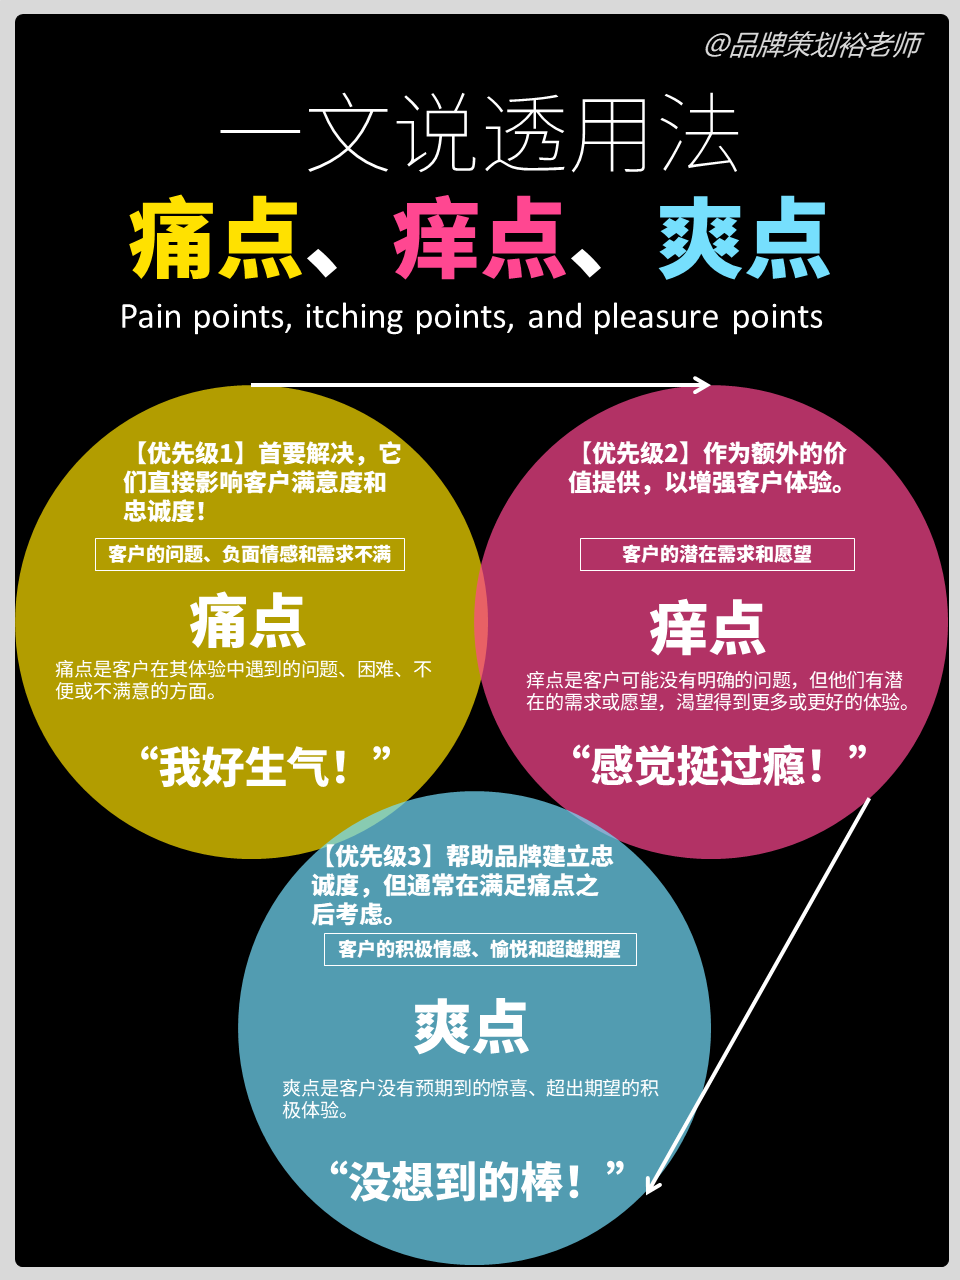 @品牌策划裕老师
一文说透用法
痛点、痒点、爽点
Pain points, itching points, and pleasure points
【优先级1】首要解决，它
们直接影响客户满意度和
忠诚度！
客户的问题、负面情感和需求不满
痛点
痛点是客户在其体验中遇到的问题、困难、不
便或不满意的方面。
“我好生气！”
【优先级2】作为额外的价
值提供，以增强客户体验。
客户的潜在需求和愿望
痒点
痒点是客户可能没有明确的问题，但他们有潜
在的需求或愿望，渴望得到更多或更好的体验。
“感觉挺过瘾！”
【优先级3】帮助品牌建立忠
诚度，但通常在满足痛点之
后考虑。
客户的积极情感、愉悦和超越期望
爽点
爽点是客户没有预期到的惊喜、超出期望的积
极体验。
“没想到的棒！”